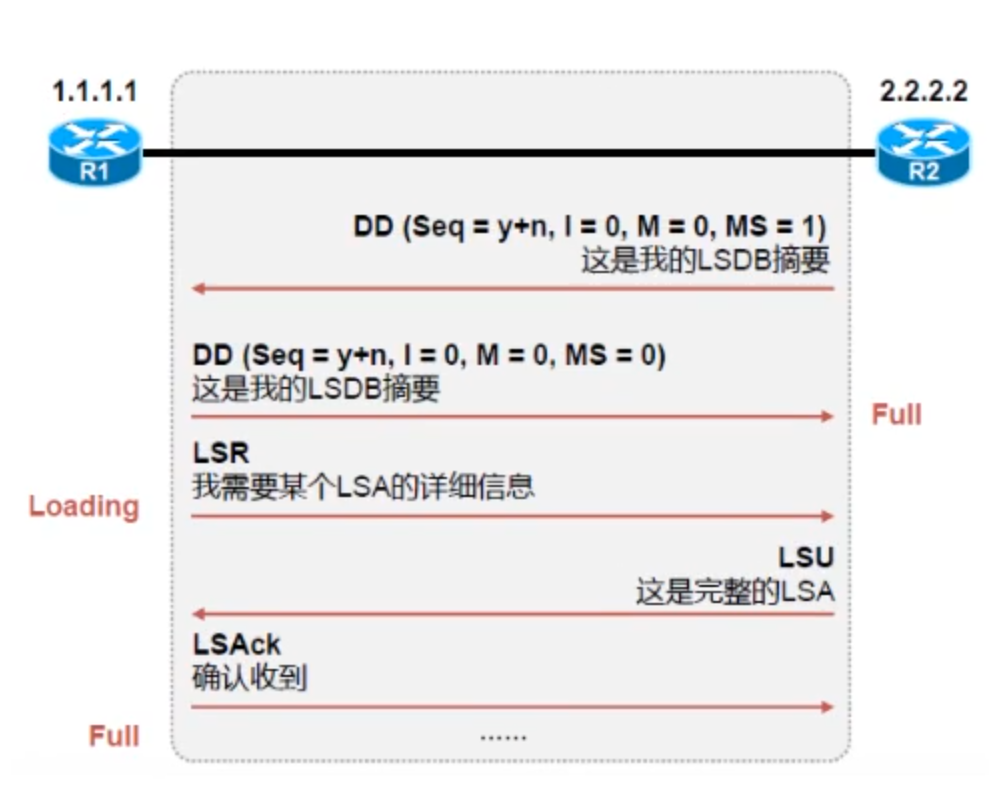 1.1.1.1
2.2.2.2
R1
R2
DD (Seq = y+n, I = 0, M = 0, MS = 1)
这是我的LSDB摘要
DD (Seq = y+n, I = 0, M = 0, MS = 0)
这是我的LSDB摘要
Full
LSR
我需要某个LSA的详细信息
Loading
LSU
这是完整的LSA
LSAck
确认收到
Full
......